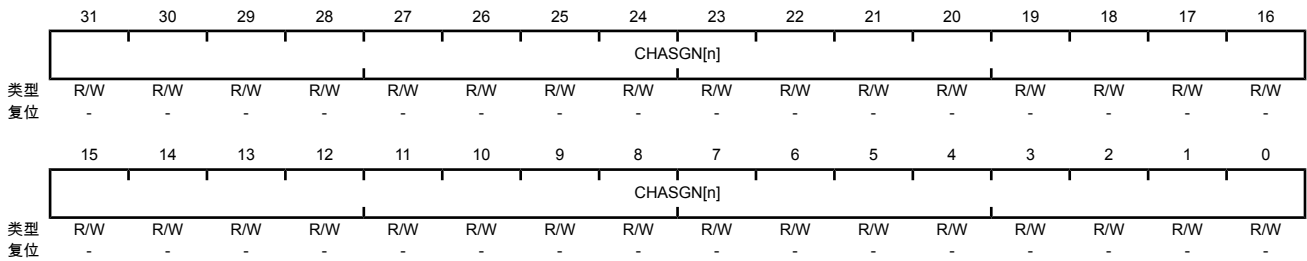 31 30 29 28 27 26 25 24 23 22 21 20 19 18 17 16
CHASGN[n]
类型 R/W R/W R/W R/W R/W R/W R/W R/W R/W R/W R/W R/W R/W R/W R/W R/W
复位 - - - - - - - - - - - - - - - -
15 14 13 12 11 10 9 8 7 6 5 4 3 2 1 0
CHASGN[n]
类型 R/W R/W R/W R/W R/W R/W R/W R/W R/W R/W R/W R/W R/W R/W R/W R/W
复位 - - - - - - - - - - - - - - - -